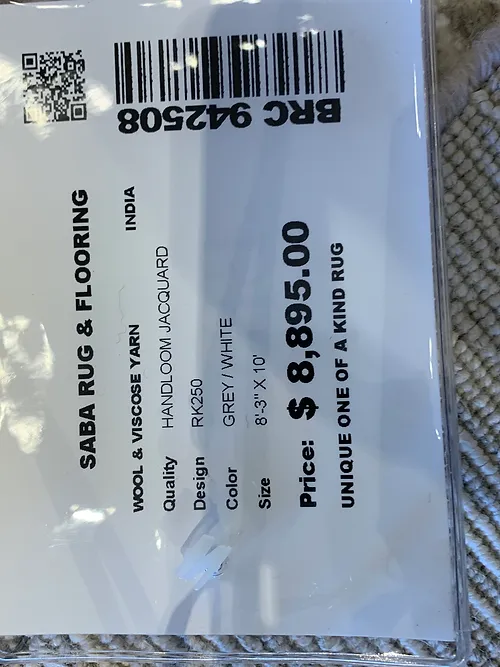 SABA RUG & FLOORING
WOOL & VISCOSE YARN INDIA
Quality HANDLOOM JACQUARD
Design RK250
Color GREY / WHITE
Size 8'-3" X 10'
Price: $ 8,895.00
UNIQUE ONE OF A KIND RUG
BRC 942508